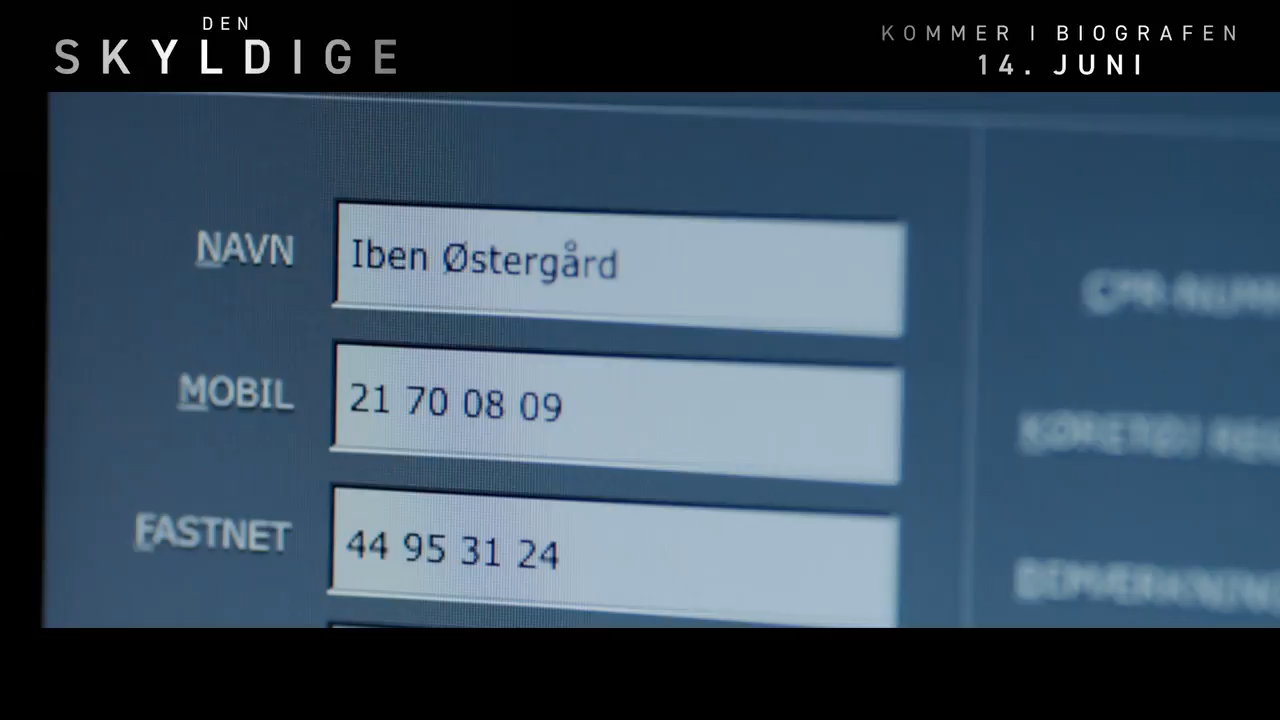 DEN
SKYLDIGE
KOMMER I BIOGRAFEN
14. JUNI
NAVN
Iben Østergård
MOBIL
21 70 08 09
FASTNET
44 95 31 24